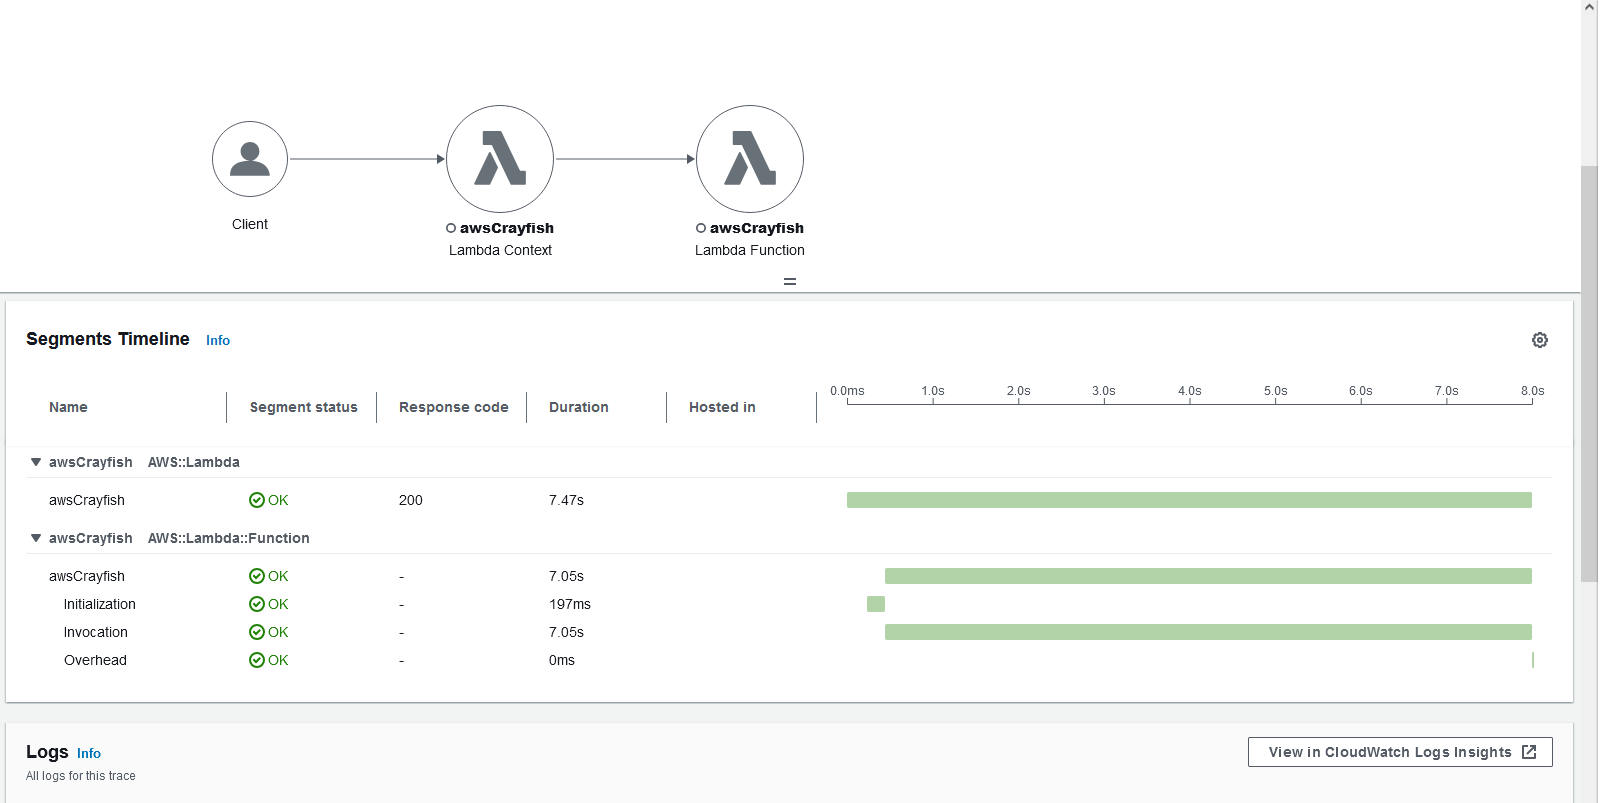 Client
awsCrayfish
Lambda Context
awsCrayfish
Lambda Function
Segments Timeline Info
0.0ms 1.0s 2.0s 3.0s 4.0s 5.0s 6.0s 7.0s 8.0s
Name Segment status Response code Duration Hosted in
awsCrayfish AWS::Lambda
awsCrayfish OK 200 7.47s
awsCrayfish AWS::Lambda::Function
awsCrayfish OK - 7.05s
Initialization OK - 197ms
Invocation OK - 7.05s
Overhead OK - 0ms
Logs Info
View in CloudWatch Logs Insights
All logs for this trace